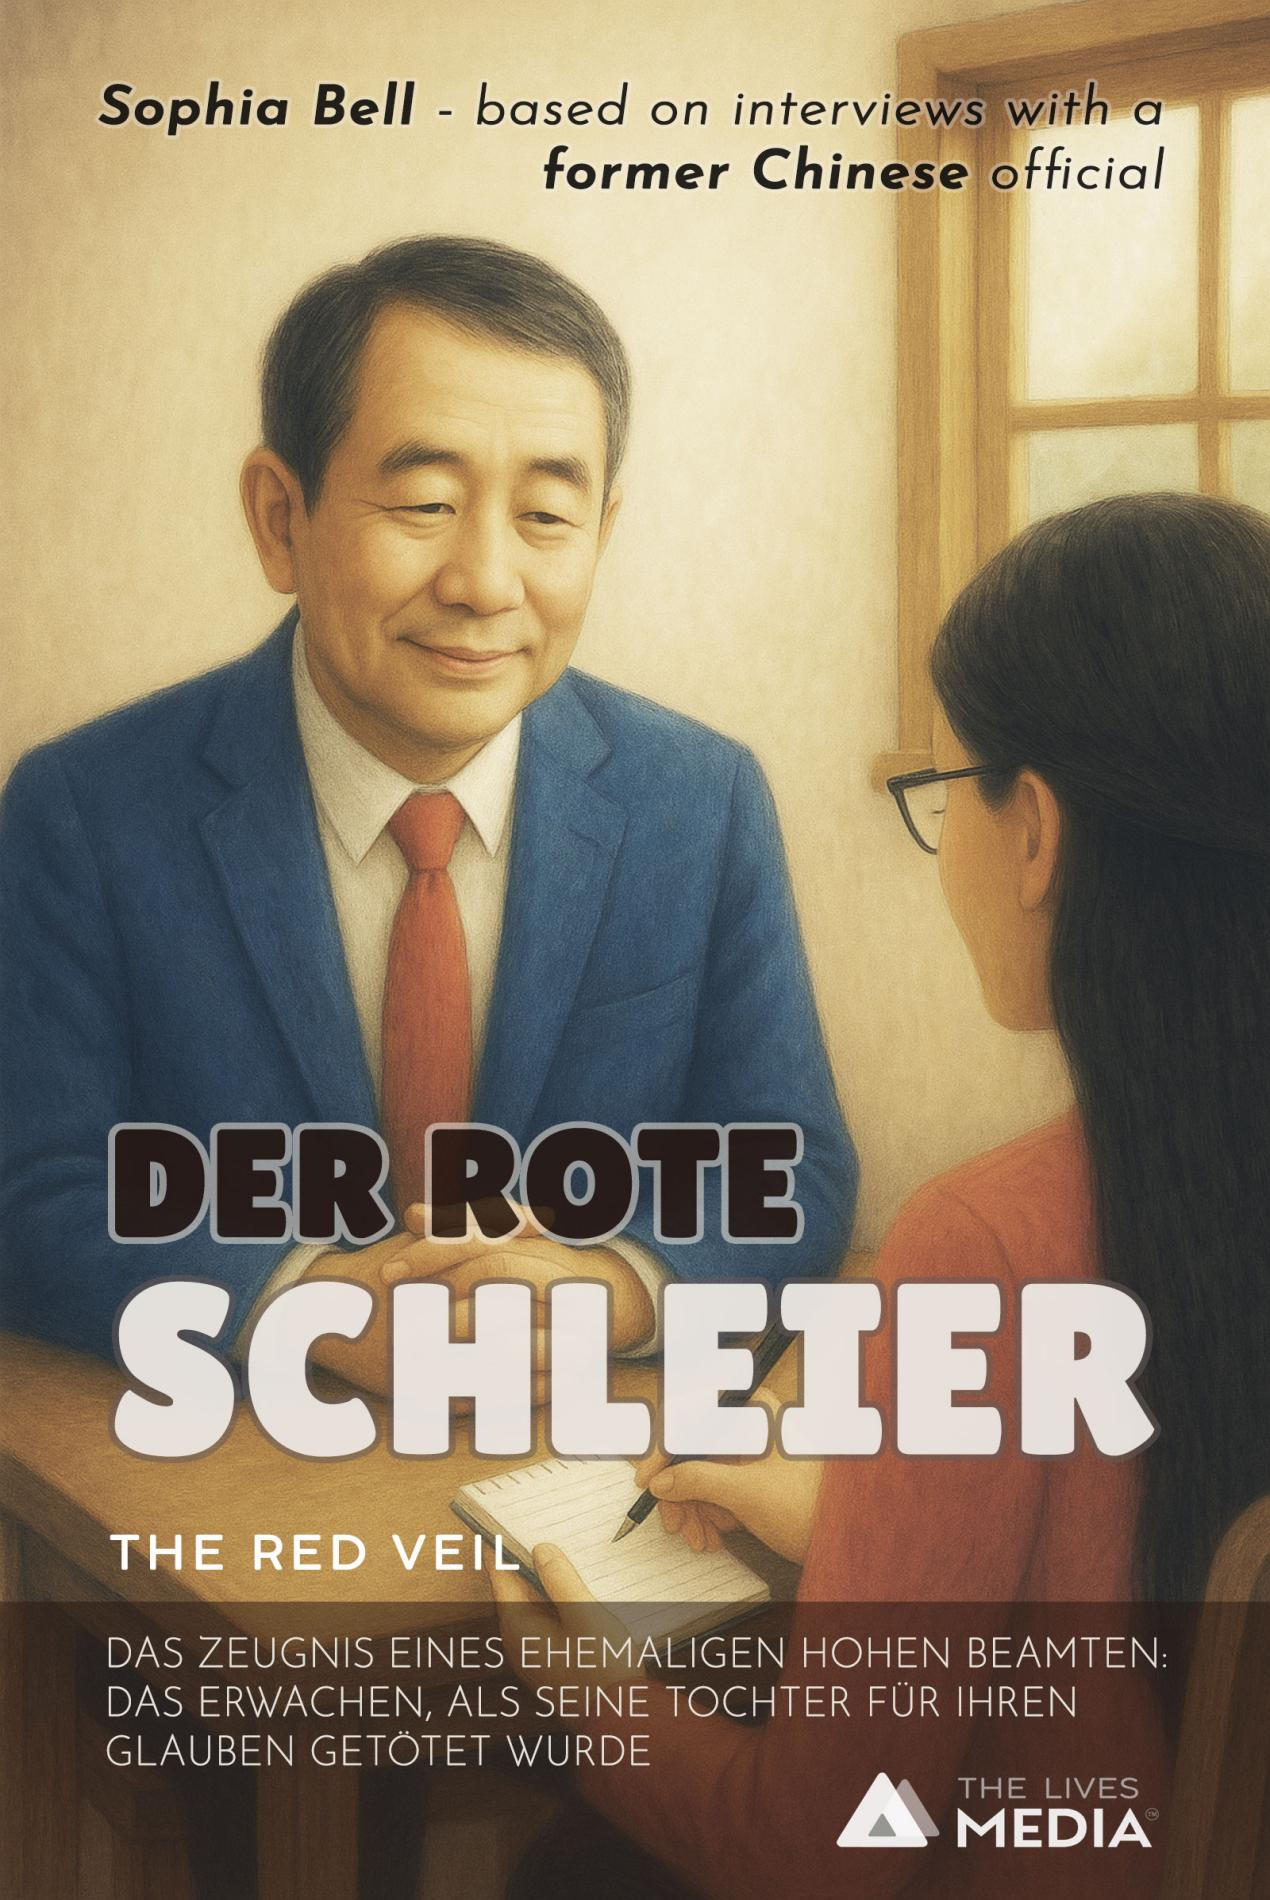 Sophia Bell - based on interviews with a
former Chinese official
DER ROTE
SCHLEIER
THE RED VEIL
DAS ZEUGNIS EINES EHEMALIGEN HOHEN BEAMTEN:
DAS ERWACHEN, ALS SEINE TOCHTER FÜR IHREN
GLAUBEN GETÖTET WURDE
THE LIVES
MEDIA™